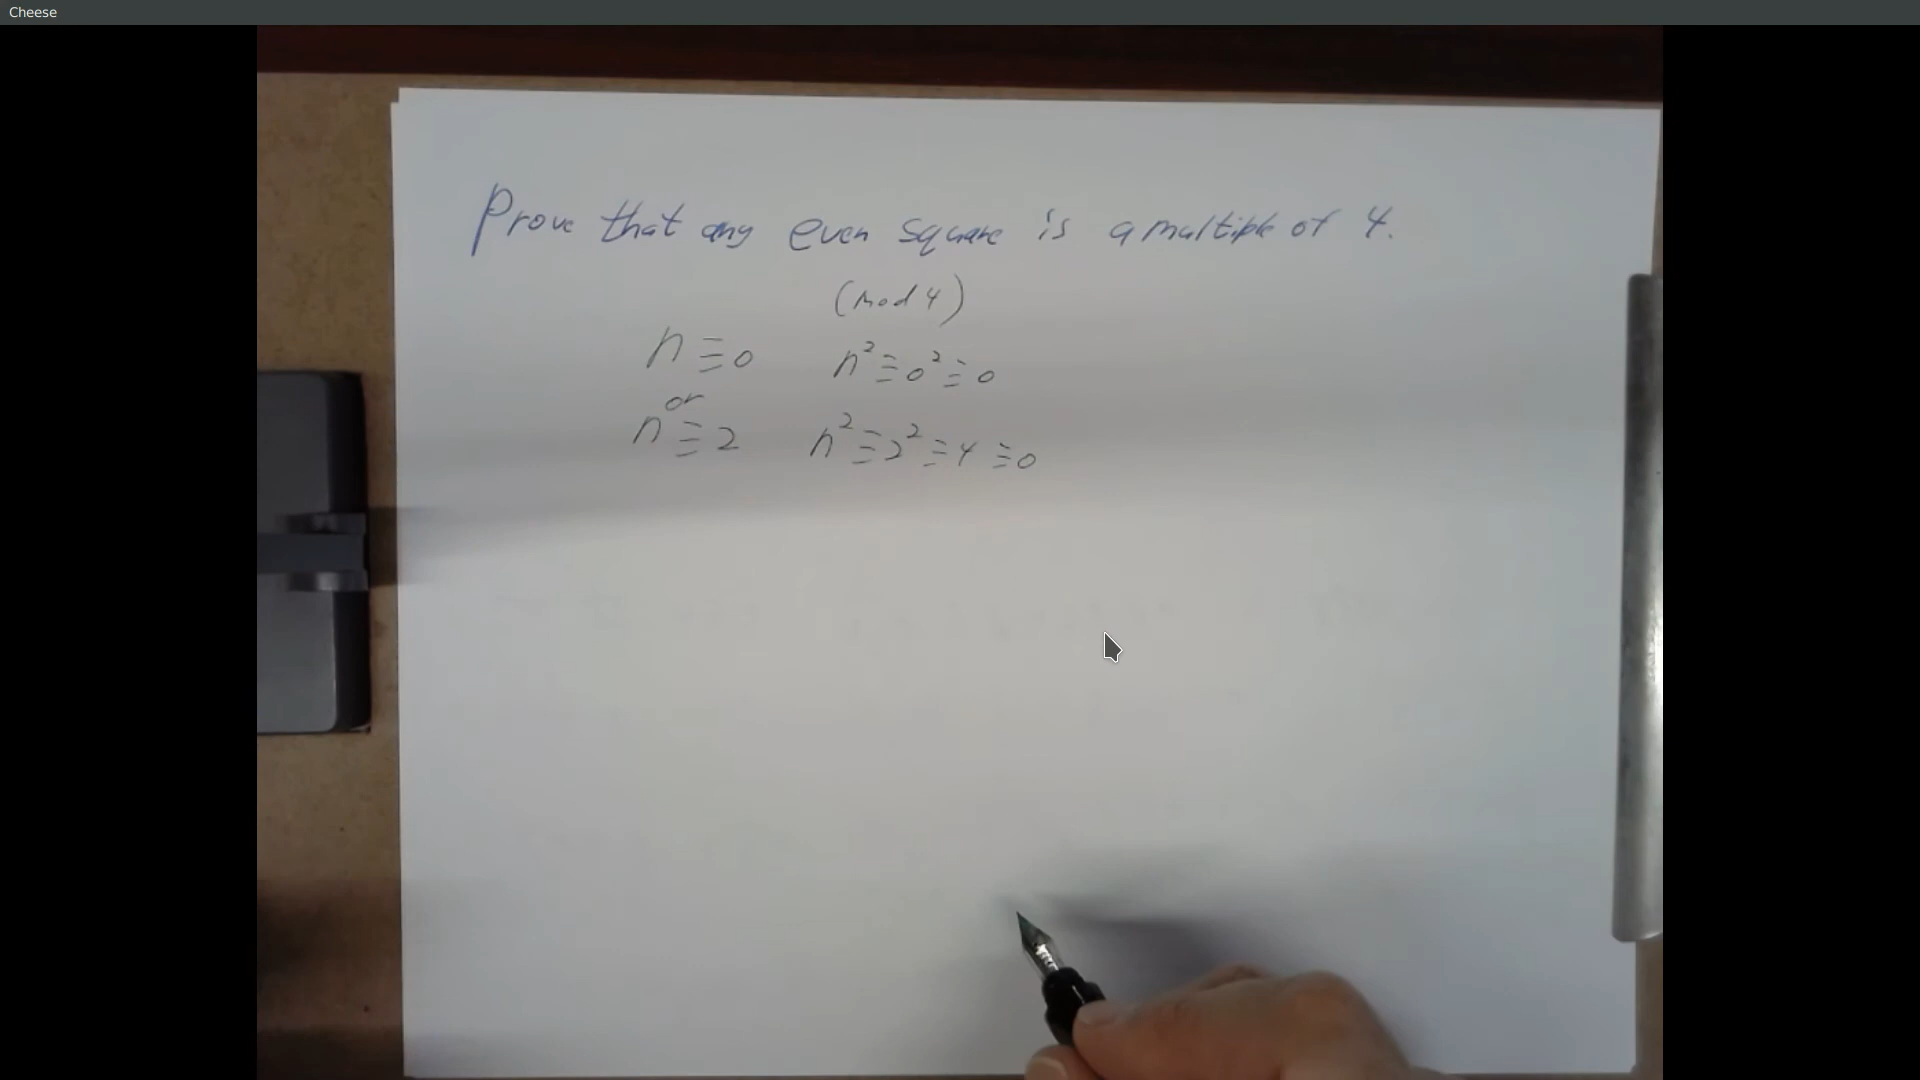 Cheese
Prove that any even square is a multiple of 4.
(mod 4)
n ≡ 0 n² ≡ 0² ≡ 0
or
n ≡ 2 n² ≡ 2² ≡ 4 ≡ 0